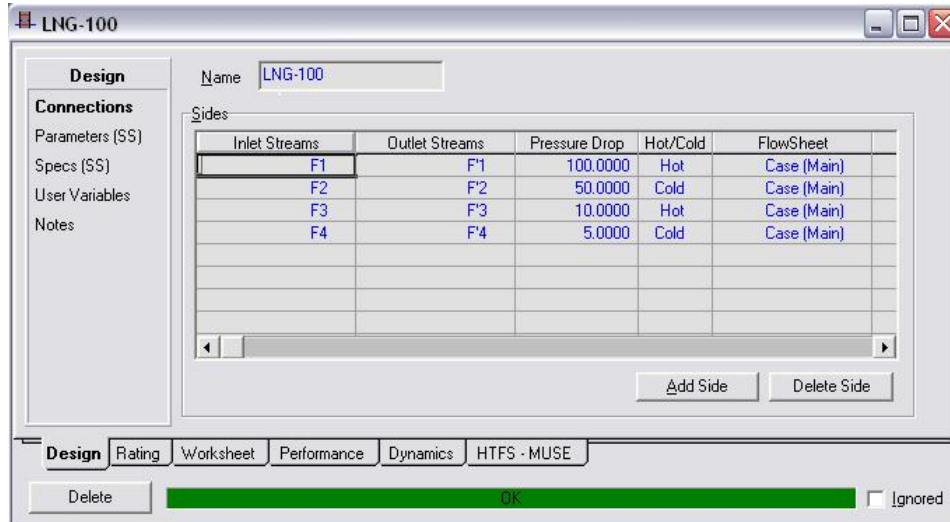 LNG-100
Design
Connections
Parameters (SS)
Specs (SS)
User Variables
Notes
Name LNG-100
Sides
Inlet Streams Outlet Streams Pressure Drop Hot/Cold FlowSheet
F1 F'1 100.0000 Hot Case (Main)
F2 F'2 50.0000 Cold Case (Main)
F3 F'3 10.0000 Hot Case (Main)
F4 F'4 5.0000 Cold Case (Main)
Add Side Delete Side
Design Rating Worksheet Performance Dynamics HTFS - MUSE
Delete OK Ignored